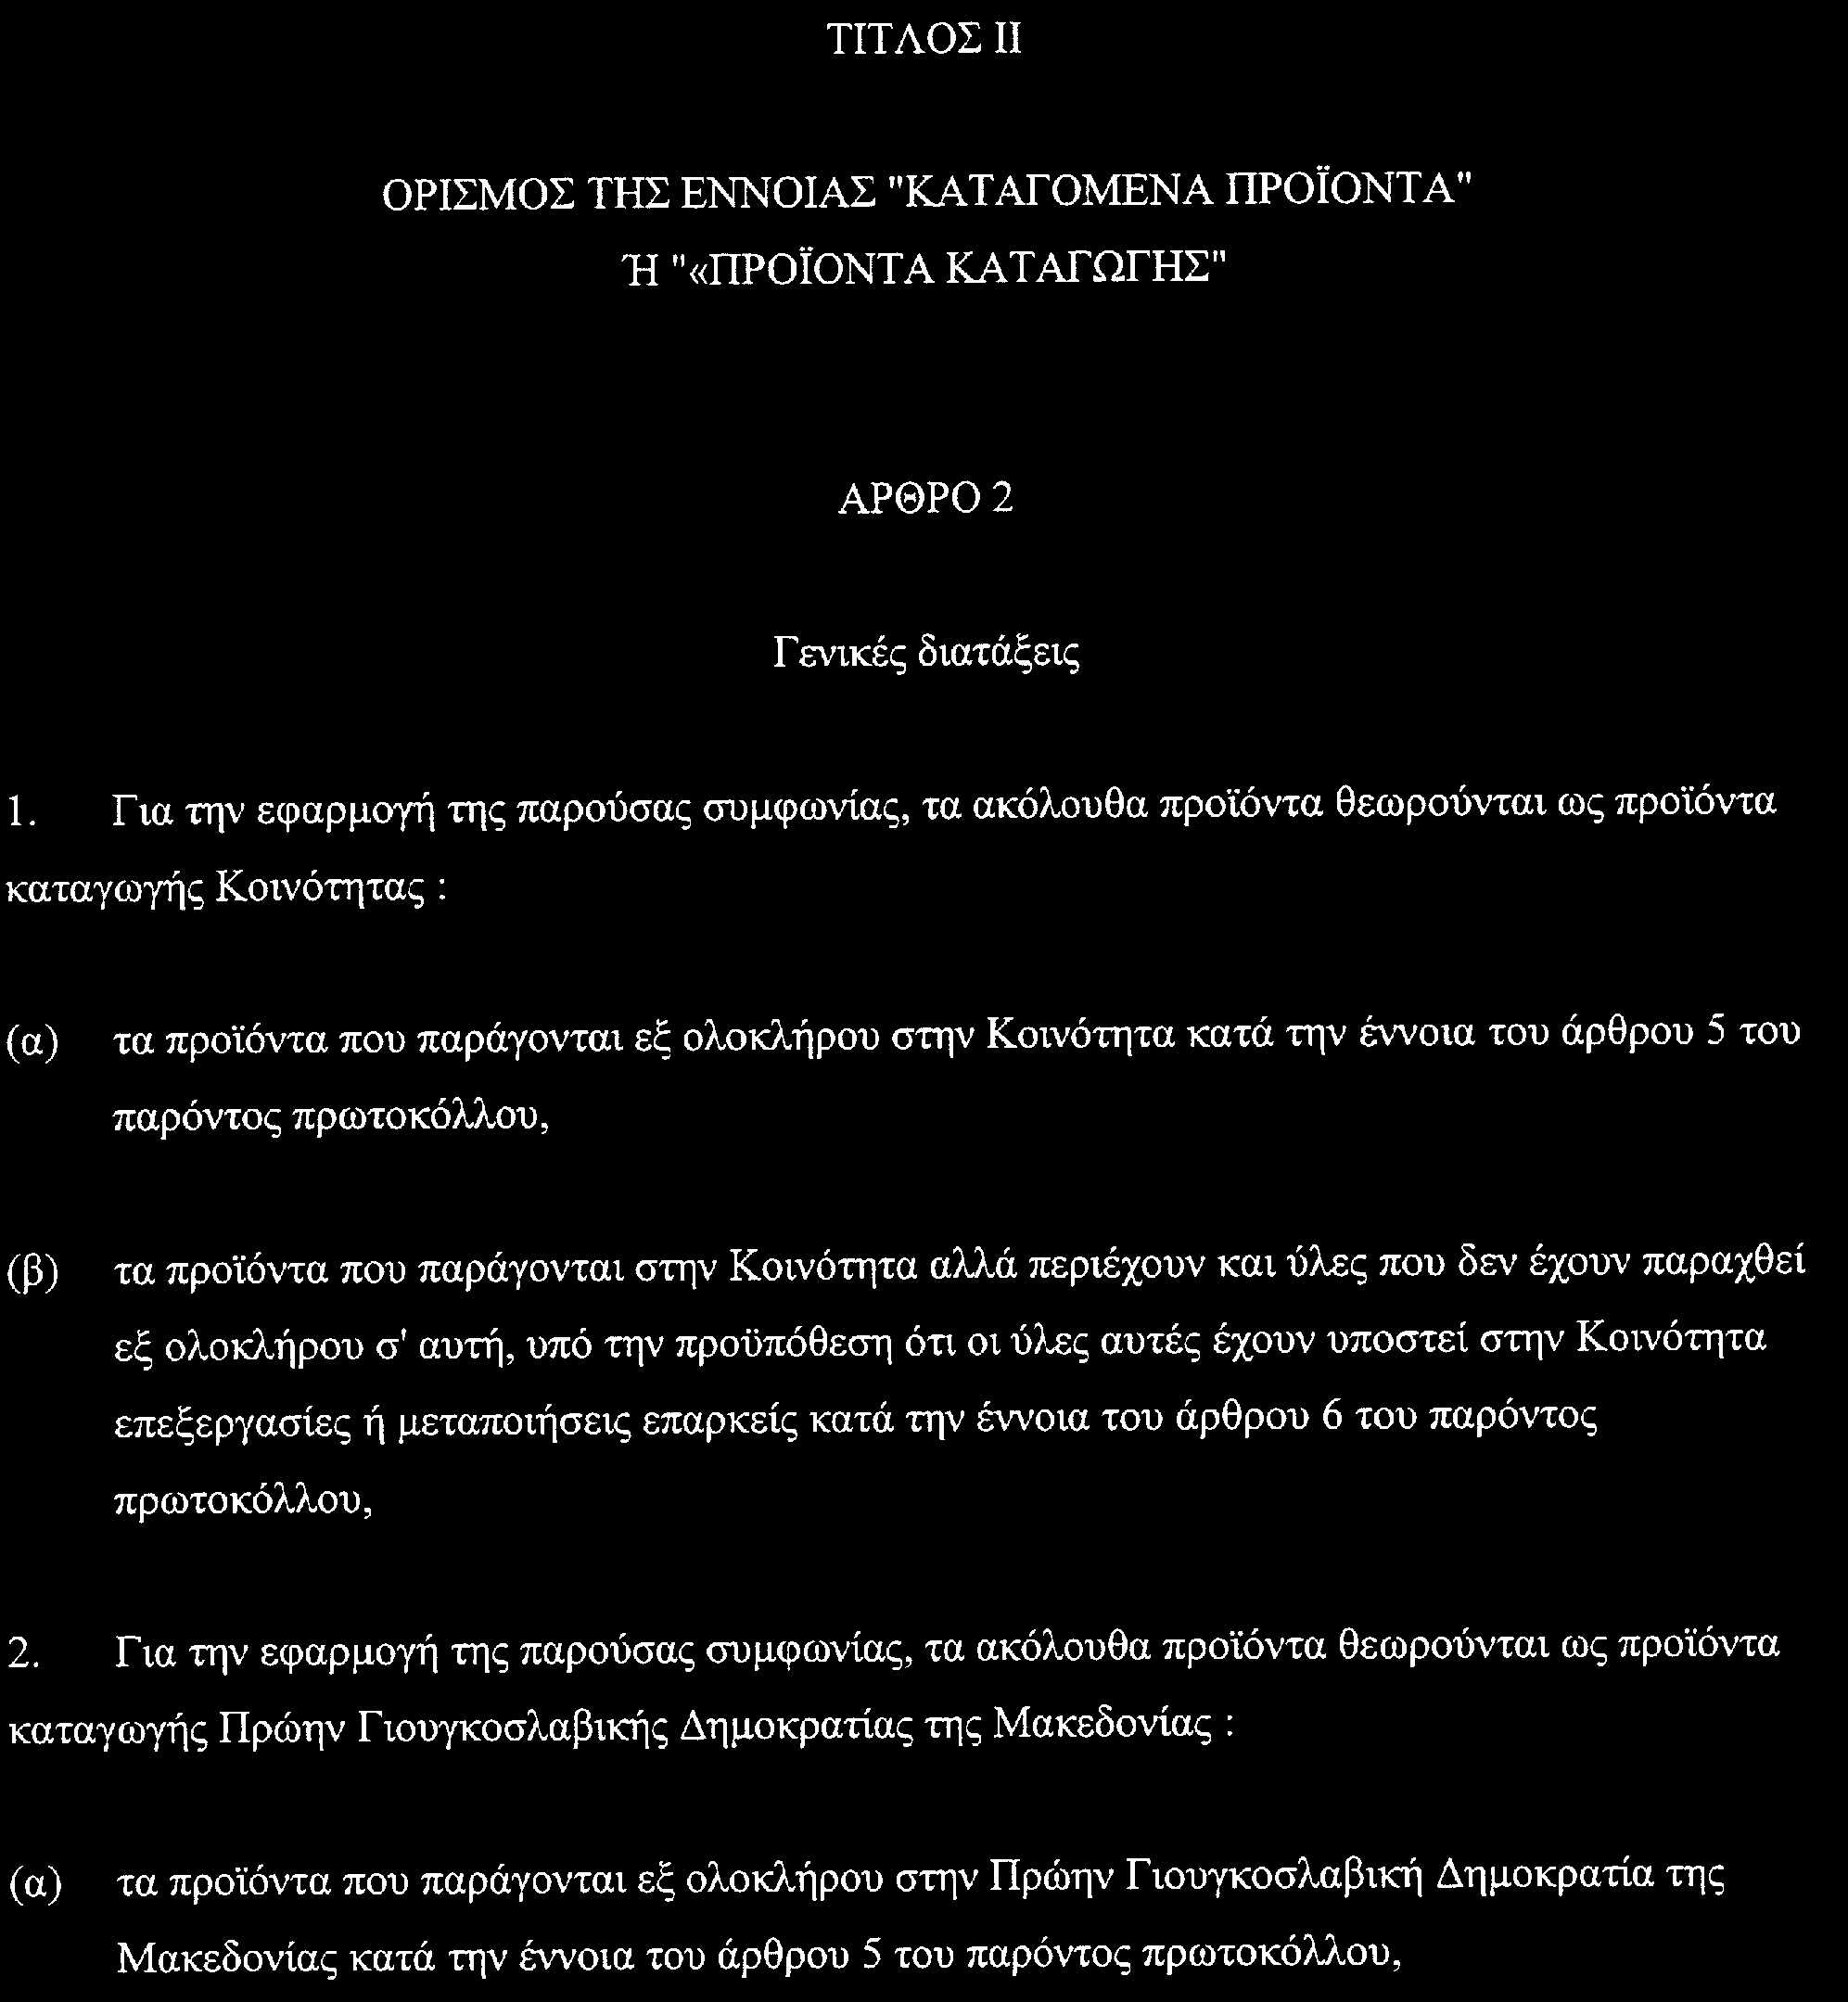 ΤΙΤΛΟΣ ΙΙ
ΟΡΙΣΜΟΣ ΤΗΣ ΕΝΝΟΙΑΣ "ΚΑΤΑΓΟΜΕΝΑ ΠΡΟΪΟΝΤΑ"
Ή "«ΠΡΟΪΟΝΤΑ ΚΑΤΑΓΩΓΗΣ"
ΑΡΘΡΟ 2
Γενικές διατάξεις
1. Για την εφαρμογή της παρούσας συμφωνίας, τα ακόλουθα προϊόντα θεωρούνται ως προϊόντα
καταγωγής Κοινότητας :
(α) τα προϊόντα που παράγονται εξ ολοκλήρου στην Κοινότητα κατά την έννοια του άρθρου 5 του
παρόντος πρωτοκόλλου,
(β) τα προϊόντα που παράγονται στην Κοινότητα αλλά περιέχουν και ύλες που δεν έχουν παραχθεί
εξ ολοκλήρου σ' αυτή, υπό την προϋπόθεση ότι οι ύλες αυτές έχουν υποστεί στην Κοινότητα
επεξεργασίες ή μεταποιήσεις επαρκείς κατά την έννοια του άρθρου 6 του παρόντος
πρωτοκόλλου,
2. Για την εφαρμογή της παρούσας συμφωνίας, τα ακόλουθα προϊόντα θεωρούνται ως προϊόντα
καταγωγής Πρώην Γιουγκοσλαβικής Δημοκρατίας της Μακεδονίας :
(α) τα προϊόντα που παράγονται εξ ολοκλήρου στην Πρώην Γιουγκοσλαβική Δημοκρατία της
Μακεδονίας κατά την έννοια του άρθρου 5 του παρόντος πρωτοκόλλου,